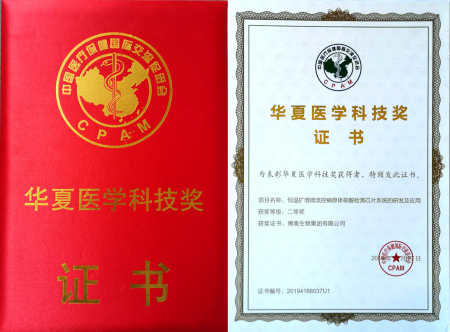 中国医疗保健国际交流促进会
CPAM
华夏医学科技奖
证书
中国医疗保健国际交流促进会
CPAM
华夏医学科技奖
证书
为表彰华夏医学科技奖获得者，特颁发此证书。
项目名称：恒温扩增微流控病原体核酸检测芯片系统的研发及应用
获奖等级：二等奖
获奖证书：博奥生物集团有限公司
CPAM
证书编号：20194166037U1